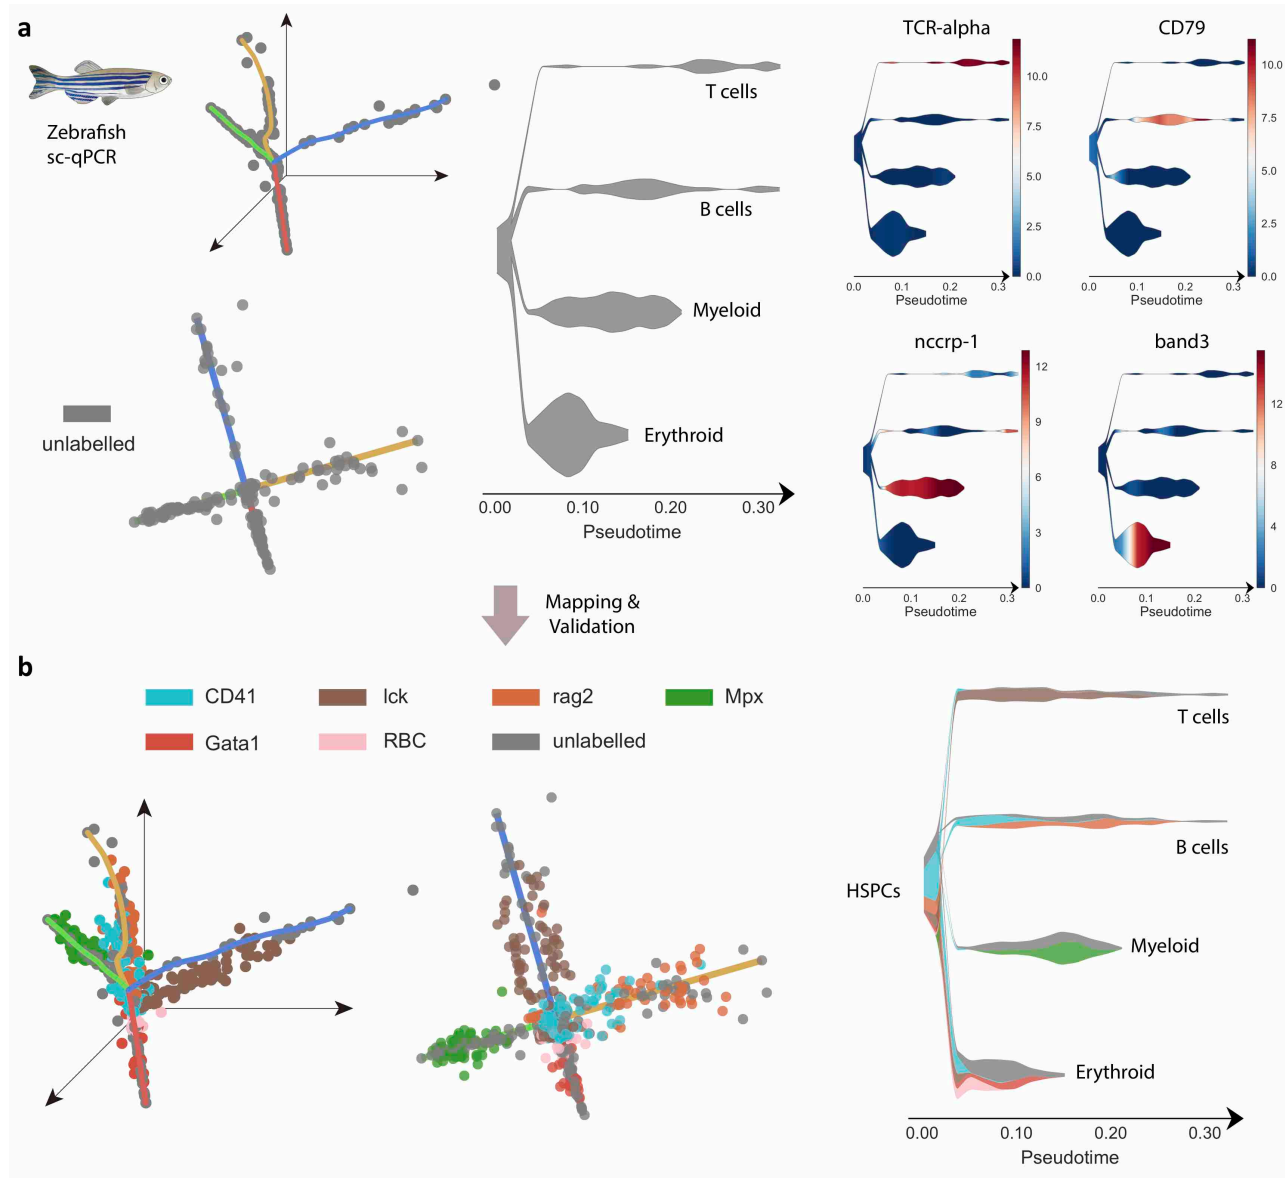 a
Zebrafish
sc-qPCR
unlabelled
T cells
B cells
Myeloid
Erythroid
0.00 0.10 0.20 0.30
Pseudotime
TCR-alpha
10.0
7.5
5.0
2.5
0.0
0.0 0.1 0.2 0.3
Pseudotime
CD79
10.0
7.5
5.0
2.5
0.0
0.0 0.1 0.2 0.3
Pseudotime
nccrp-1
12
9
6
3
0
0.0 0.1 0.2 0.3
Pseudotime
band3
12
8
4
0
0.0 0.1 0.2 0.3
Pseudotime
Mapping &
Validation
b
CD41 lck rag2 Mpx
Gata1 RBC unlabelled
HSPCs
T cells
B cells
Myeloid
Erythroid
0.00 0.10 0.20 0.30
Pseudotime